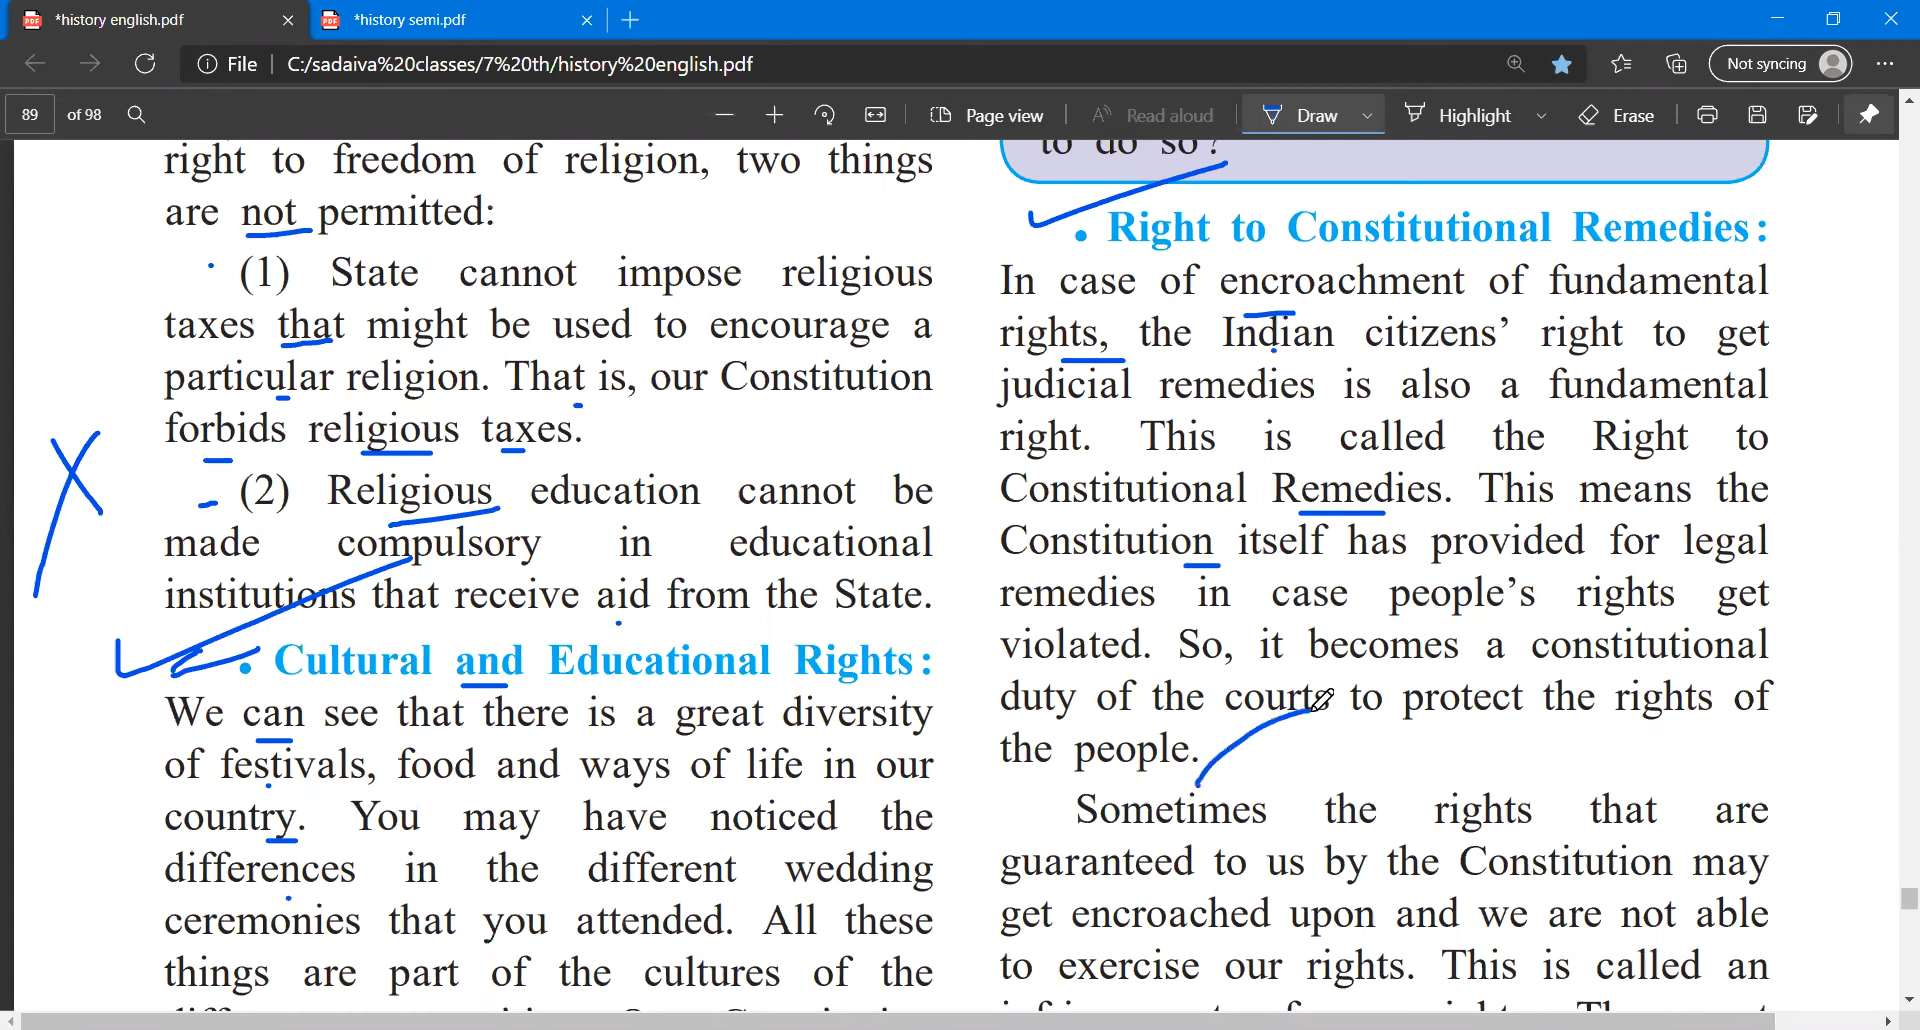 *history english.pdf
*history semi.pdf
File
C:/sadaiva%20classes/7%20th/history%20english.pdf
Not syncing
89
of 98
Page view
Read aloud
Draw
Highlight
Erase
right to freedom of religion, two things
are not permitted:
(1) State cannot impose religious
taxes that might be used to encourage a
particular religion. That is, our Constitution
forbids religious taxes.
(2) Religious education cannot be
made compulsory in educational
institutions that receive aid from the State.
• Cultural and Educational Rights:
We can see that there is a great diversity
of festivals, food and ways of life in our
country. You may have noticed the
differences in the different wedding
ceremonies that you attended. All these
things are part of the cultures of the
to do so?
• Right to Constitutional Remedies:
In case of encroachment of fundamental
rights, the Indian citizens’ right to get
judicial remedies is also a fundamental
right. This is called the Right to
Constitutional Remedies. This means the
Constitution itself has provided for legal
remedies in case people’s rights get
violated. So, it becomes a constitutional
duty of the courts to protect the rights of
the people.
Sometimes the rights that are
guaranteed to us by the Constitution may
get encroached upon and we are not able
to exercise our rights. This is called an